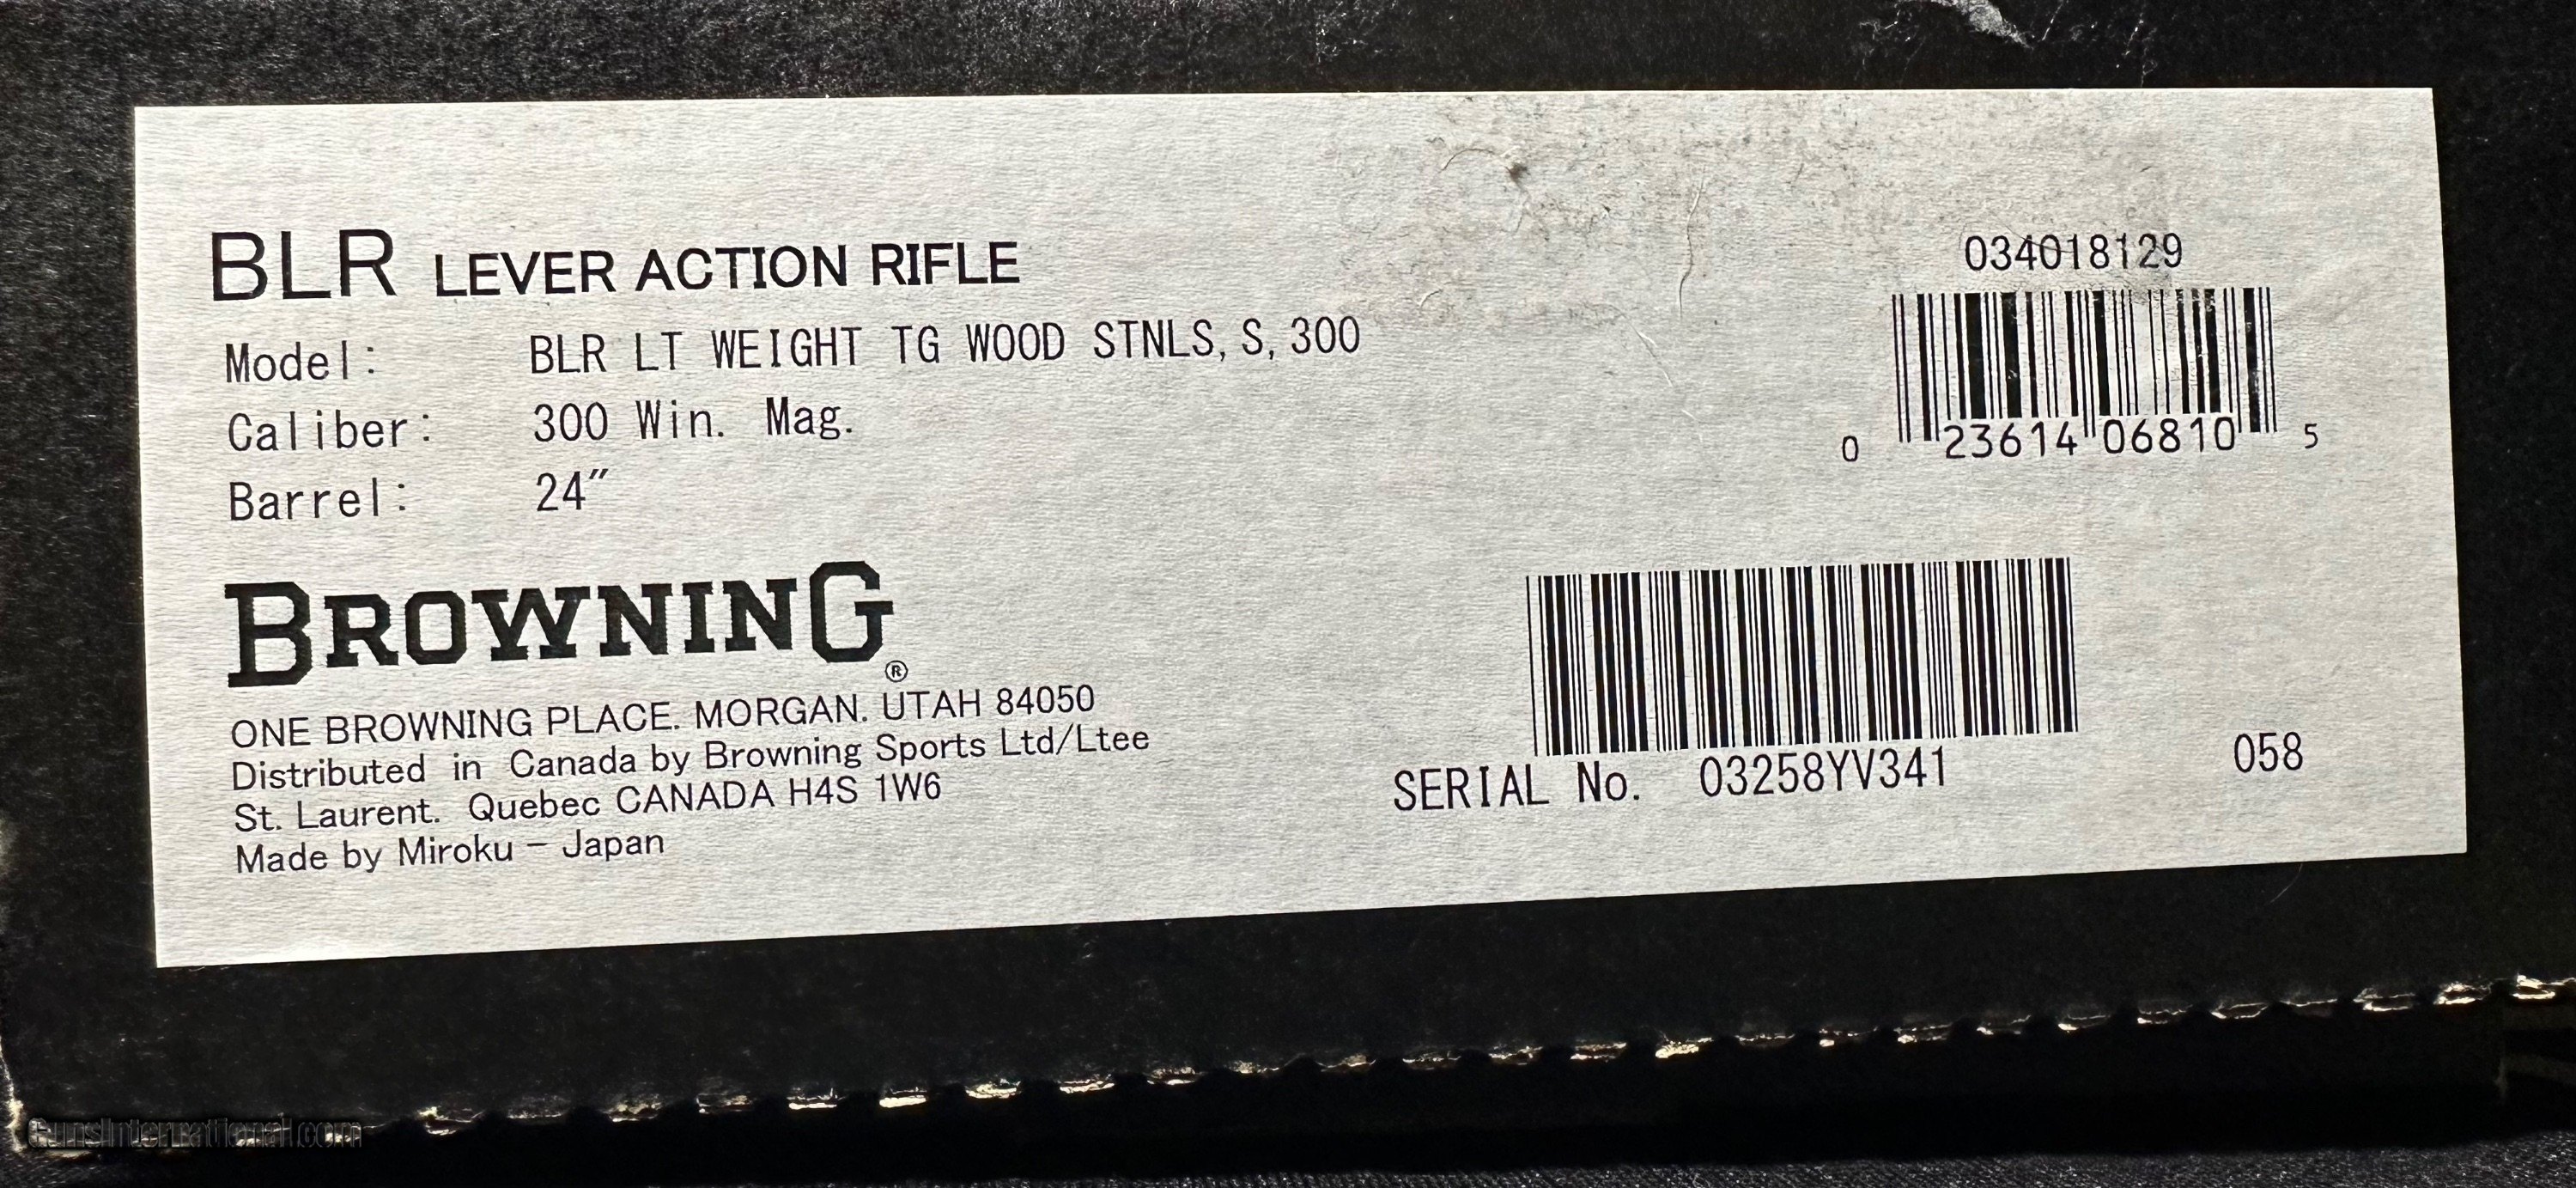 BLR LEVER ACTION RIFLE
Model: BLR LT WEIGHT TG WOOD STNLS, S, 300
Caliber: 300 Win. Mag.
Barrel: 24″
034018129
0 23614 06810 5
BROWNING®
ONE BROWNING PLACE. MORGAN. UTAH 84050
Distributed in Canada by Browning Sports Ltd/Ltee
St. Laurent. Quebec CANADA H4S 1W6
Made by Miroku – Japan
SERIAL No. 03258YV341
058
GunsInternational.com